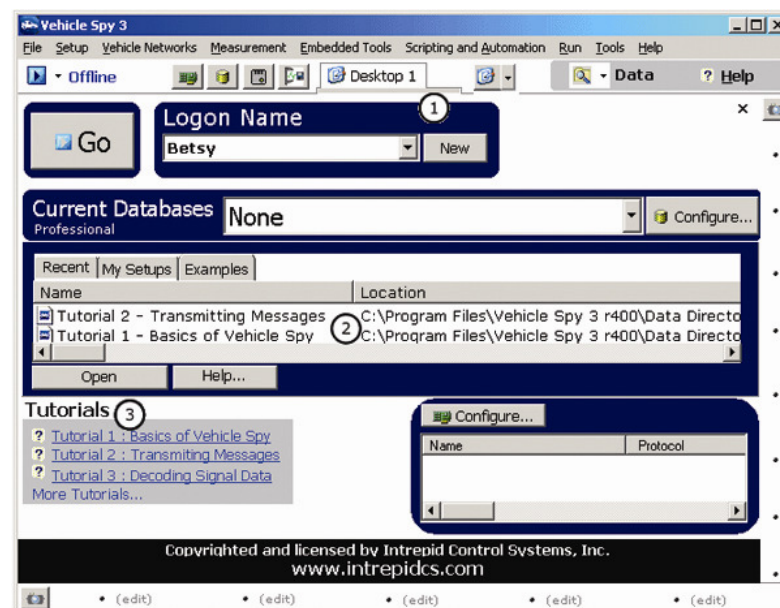 Vehicle Spy 3
File Setup Vehicle Networks Measurement Embedded Tools Scripting and Automation Run Tools Help
Offline Desktop 1 Data ? Help
1
Go
Logon Name
Betsy New
Current Databases
Professional
None
Configure...
Recent My Setups Examples
Name Location
Tutorial 2 - Transmitting Messages C:\Program Files\Vehicle Spy 3 r400\Data Directo
Tutorial 1 - Basics of Vehicle Spy C:\Program Files\Vehicle Spy 3 r400\Data Directo
2
Open Help...
Tutorials 3
? Tutorial 1 : Basics of Vehicle Spy
? Tutorial 2 : Transmiting Messages
? Tutorial 3 : Decoding Signal Data
More Tutorials...
Configure...
Name Protocol
Copyrighted and licensed by Intrepid Control Systems, Inc.
www.intrepidcs.com
• (edit) • (edit) • (edit) • (edit) • (edit)